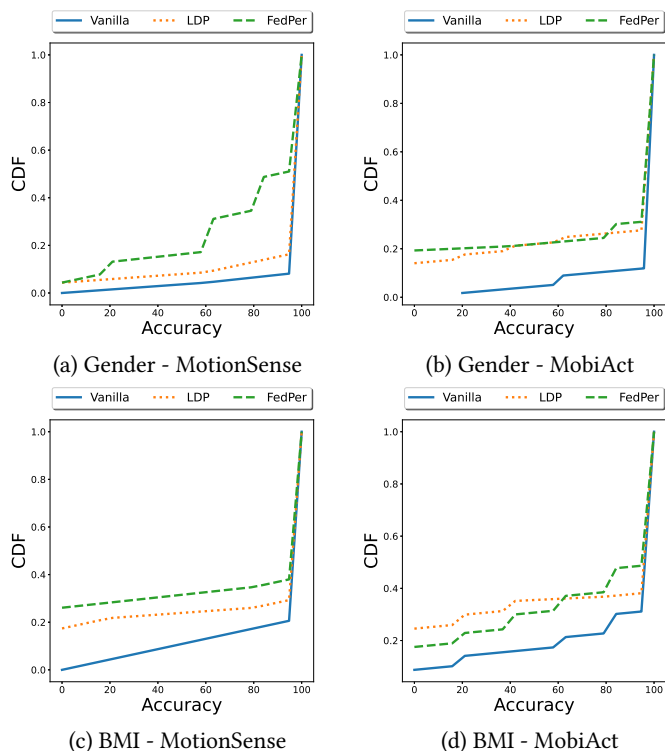 Vanilla LDP FedPer Vanilla LDP FedPer
1.0 1.0
0.8 0.8
0.6 0.6
CDF CDF
0.4 0.4
0.2 0.2
0.0 0.0
0 20 40 60 80 100 0 20 40 60 80 100
Accuracy Accuracy
(a) Gender - MotionSense (b) Gender - MobiAct
Vanilla LDP FedPer Vanilla LDP FedPer
1.0 1.0
0.8 0.8
0.6 0.6
CDF CDF
0.4 0.4
0.2 0.2
0.0
0 20 40 60 80 100 0 20 40 60 80 100
Accuracy Accuracy
(c) BMI - MotionSense (d) BMI - MobiAct